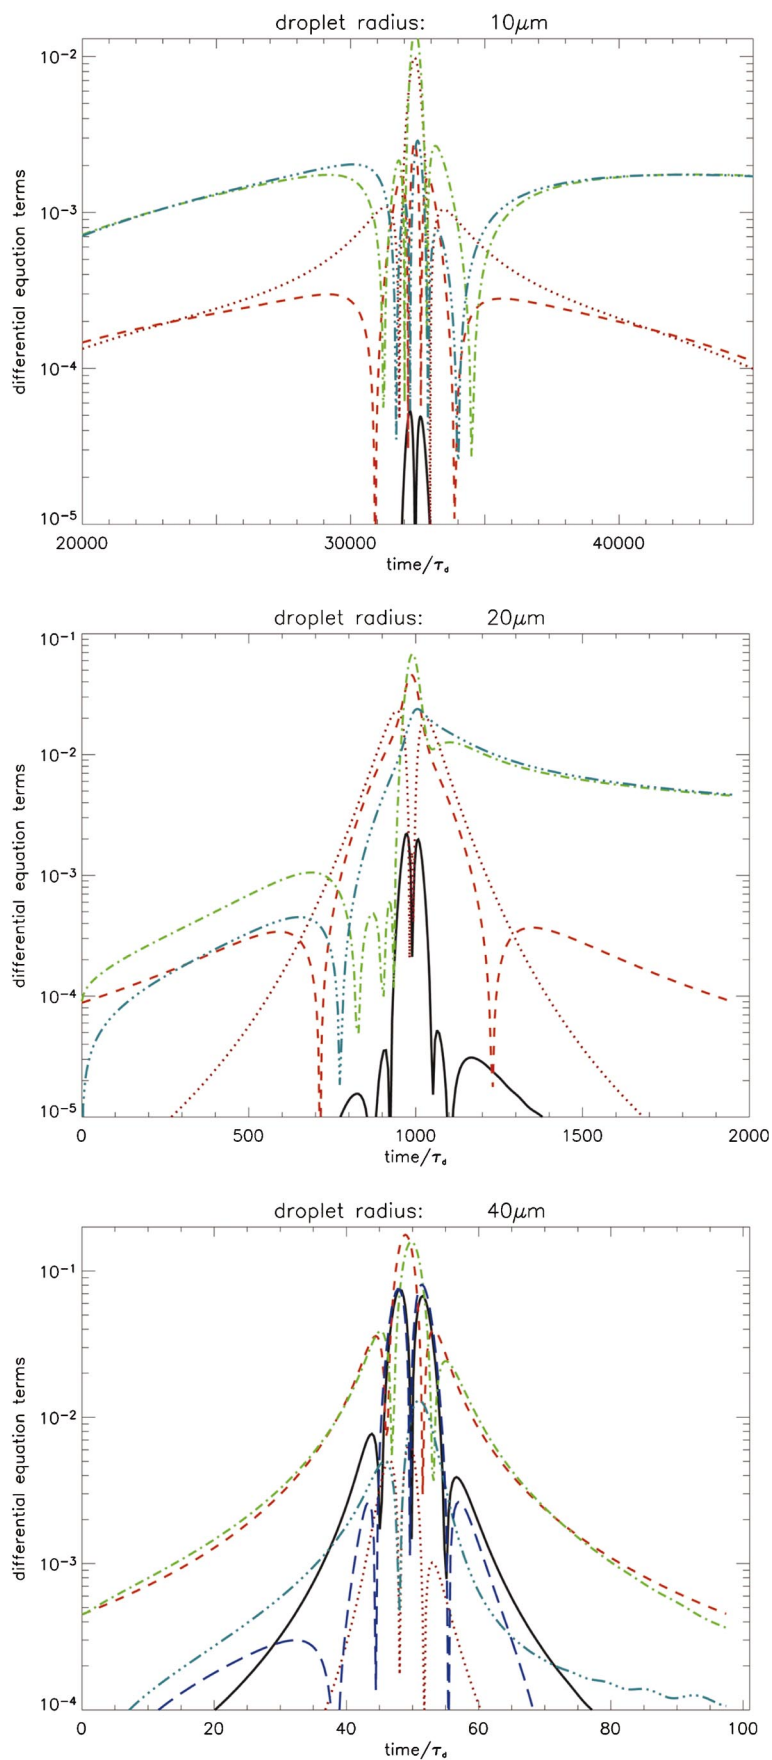 droplet radius: 10μm
10⁻²
10⁻³
10⁻⁴
10⁻⁵
differential equation terms
20000 30000 40000
time/τd
droplet radius: 20μm
10⁻¹
10⁻²
10⁻³
10⁻⁴
10⁻⁵
differential equation terms
0 500 1000 1500 2000
time/τd
droplet radius: 40μm
10⁻¹
10⁻²
10⁻³
10⁻⁴
differential equation terms
0 20 40 60 80 100
time/τd